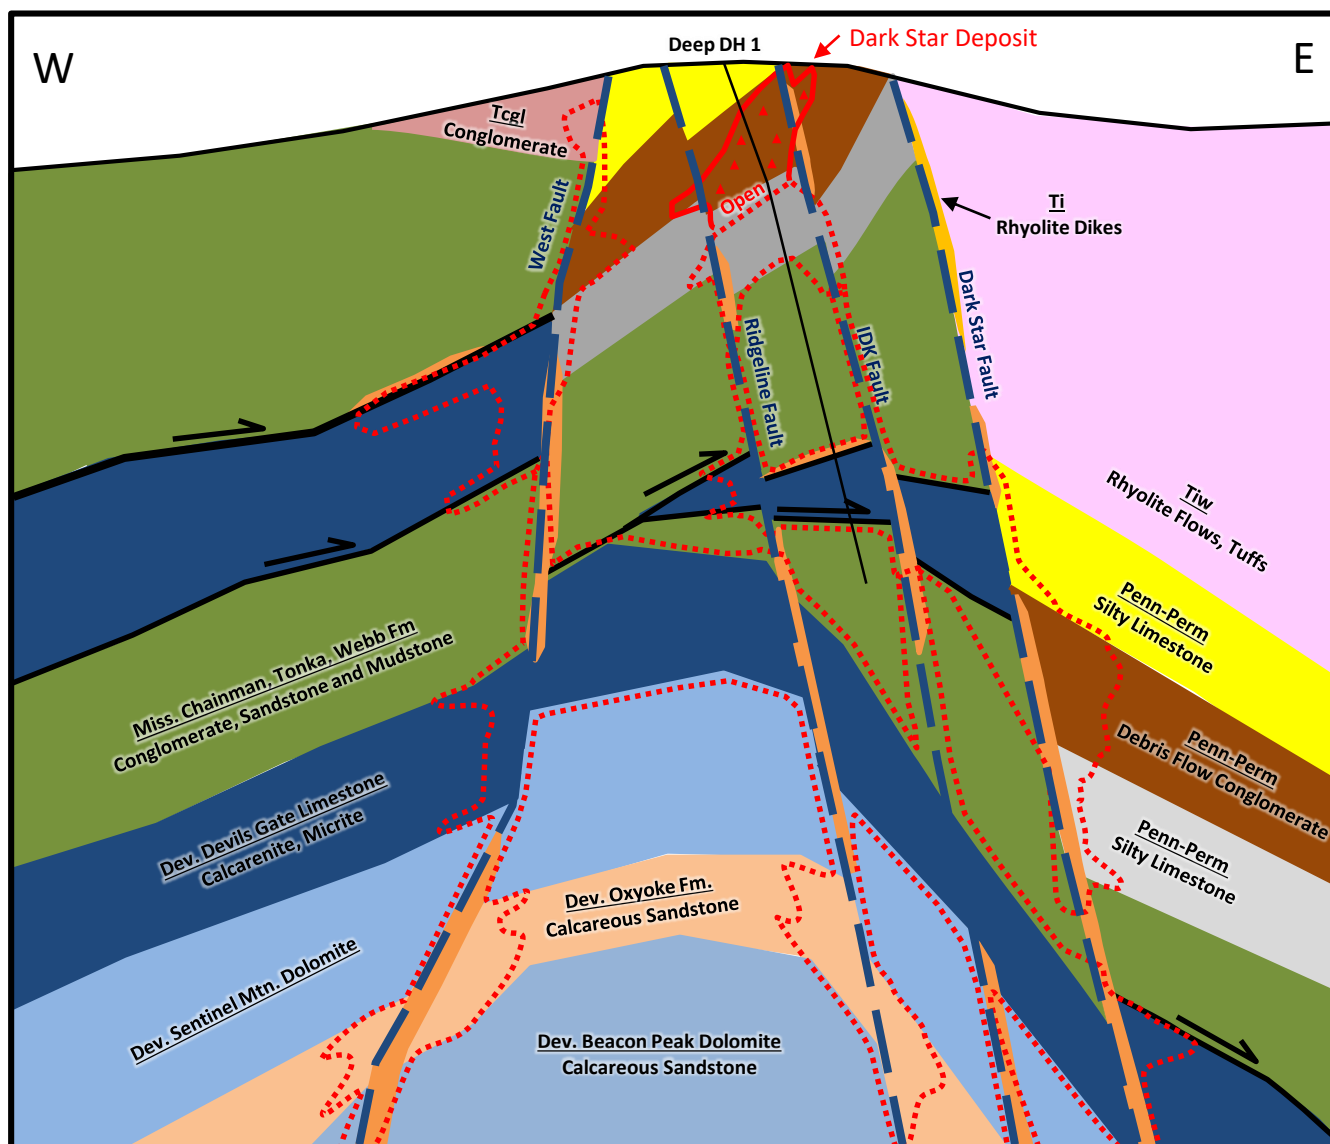 W
Deep DH 1
Dark Star Deposit
E
Tcgl
Conglomerate
West Fault
Open
Ti
Rhyolite Dikes
Ridgeline Fault
IDK Fault
Dark Star Fault
Tiw
Rhyolite Flows, Tuffs
Penn-Perm
Silty Limestone
Miss. Chainman, Tonka, Webb Fm
Conglomerate, Sandstone and Mudstone
Penn-Perm
Debris Flow Conglomerate
Dev. Devils Gate Limestone
Calcarenite, Micrite
Penn-Perm
Silty Limestone
Dev. Oxyoke Fm.
Calcareous Sandstone
Dev. Sentinel Mtn. Dolomite
Dev. Beacon Peak Dolomite
Calcareous Sandstone